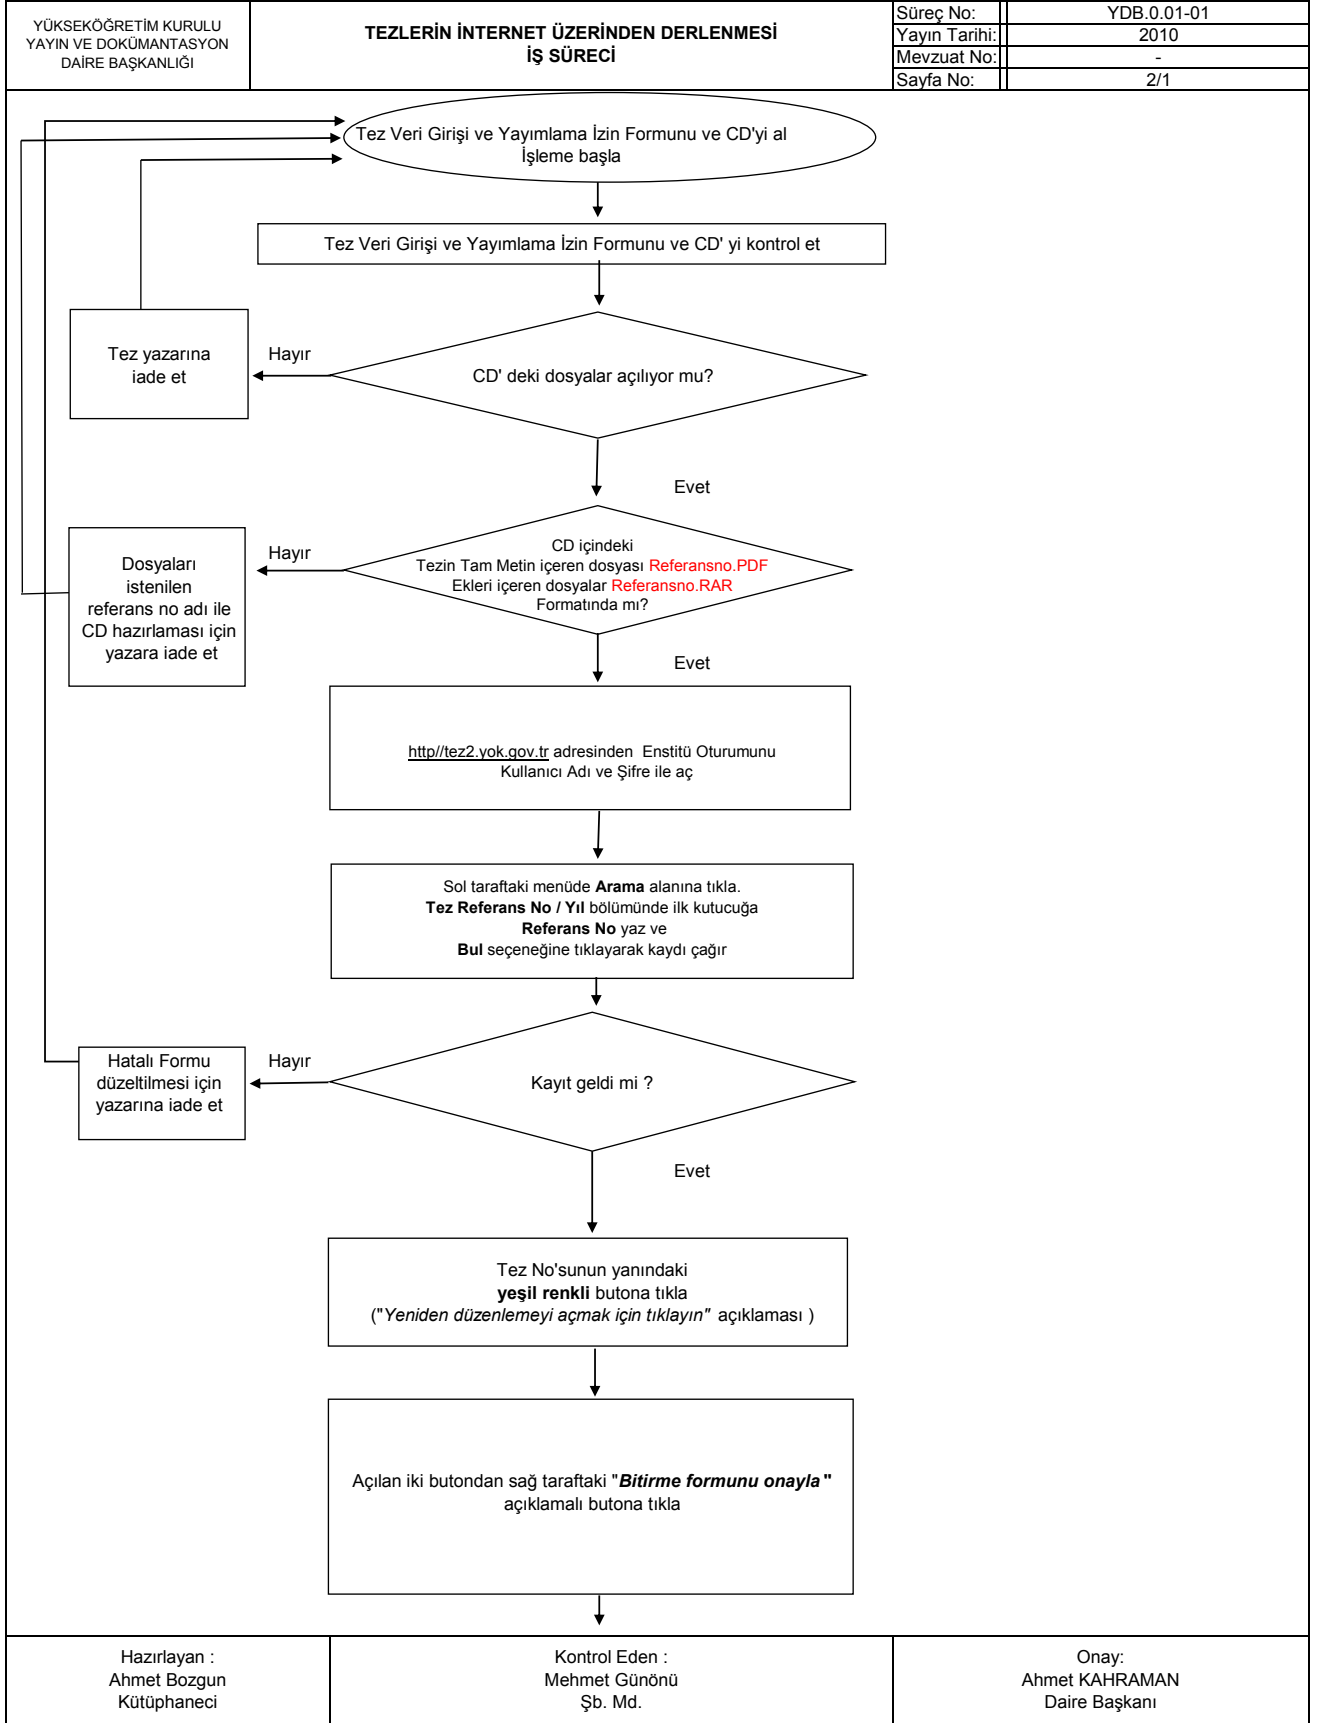 YÜKSEKÖĞRETİM KURULU
YAYIN VE DOKÜMANTASYON
DAİRE BAŞKANLIĞI
TEZLERİN İNTERNET ÜZERİNDEN DERLENMESİ
İŞ SÜRECİ
Süreç No: YDB.0.01-01
Yayın Tarihi: 2010
Mevzuat No: -
Sayfa No: 2/1
Tez Veri Girişi ve Yayımlama İzin Formunu ve CD'yi al
İşleme başla
Tez Veri Girişi ve Yayımlama İzin Formunu ve CD' yi kontrol et
Tez yazarına
iade et
Hayır
CD' deki dosyalar açılıyor mu?
Evet
Dosyaları
istenilen
referans no adı ile
CD hazırlaması için
yazara iade et
Hayır
CD içindeki
Tezin Tam Metin içeren dosyası Referansno.PDF
Ekleri içeren dosyalar Referansno.RAR
Formatında mı?
Evet
http//tez2.yok.gov.tr adresinden Enstitü Oturumunu
Kullanıcı Adı ve Şifre ile aç
Sol taraftaki menüde Arama alanına tıkla.
Tez Referans No / Yıl bölümünde ilk kutucuğa
Referans No yaz ve
Bul seçeneğine tıklayarak kaydı çağır
Hatalı Formu
düzeltilmesi için
yazarına iade et
Hayır
Kayıt geldi mi ?
Evet
Tez No'sunun yanındaki
yeşil renkli butona tıkla
("Yeniden düzenlemeyi açmak için tıklayın" açıklaması )
Açılan iki butondan sağ taraftaki "Bitirme formunu onayla"
açıklamalı butona tıkla
Hazırlayan :
Ahmet Bozgun
Kütüphaneci
Kontrol Eden :
Mehmet Günönü
Şb. Md.
Onay:
Ahmet KAHRAMAN
Daire Başkanı